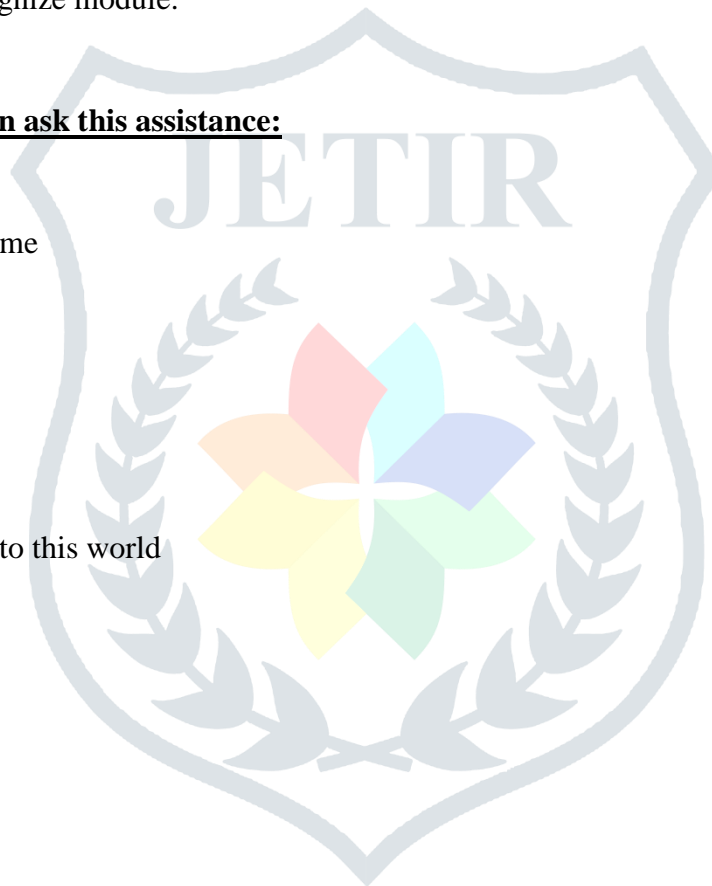 gnize module.
n ask this assistance:
JETIR
me
to this world